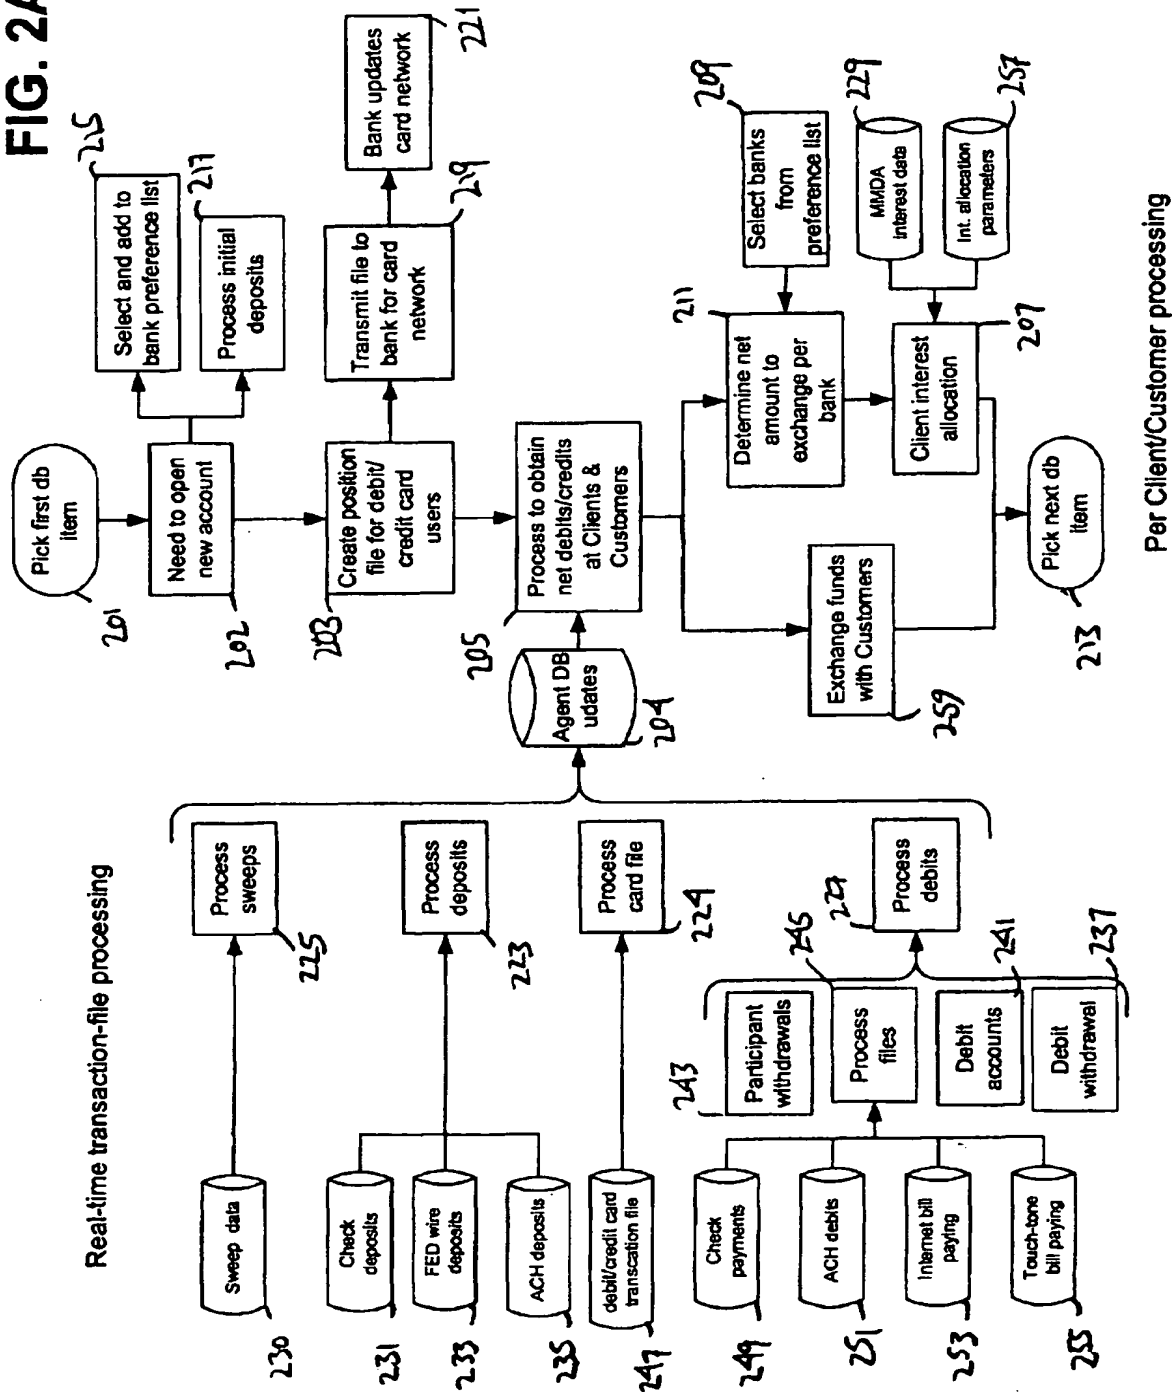 FIG. 2A
Real-time transaction-file processing
Sweep data
230
Process
sweeps
225
Check
deposits
231
FED wire
deposits
233
ACH deposits
235
Process
deposits
223
debit/credit card
transcation file
247
Process
card file
224
Check
payments
249
ACH debits
251
Internet bill
paying
253
Touch-tone
bill paying
255
243
Participant
withdrawals
245
Process
files
Debit
accounts
241
Debit
withdrawal
237
227
Process
debits
Agent DB
udates
204
Pick first db
item
201
Need to open
new account
202
Select and add to
bank preference list
215
Process initial
deposits
217
Create position
file for debit/
credit card
users
203
Transmit file to
bank for card
network
219
Bank updates
card network
221
Process to obtain
net debits/credits
at Clients &
Customers
205
Exchange funds
with Customers
259
Determine net
amount to
exchange per
bank
211
Select banks
from
preference list
209
Client interest
allocation
207
MMDA
interest data
229
Int. allocation
parameters
257
Pick next db
item
213
Per Client/Customer processing